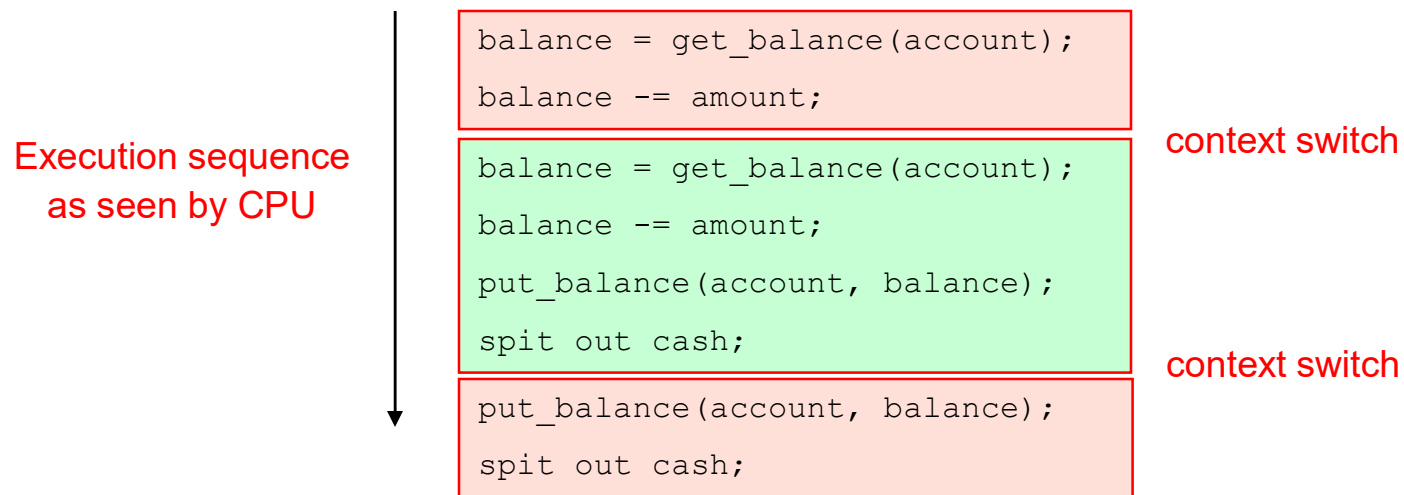 Execution sequence
as seen by CPU
balance = get_balance(account);
balance -= amount;
context switch
balance = get_balance(account);
balance -= amount;
put_balance(account, balance);
spit out cash;
context switch
put_balance(account, balance);
spit out cash;